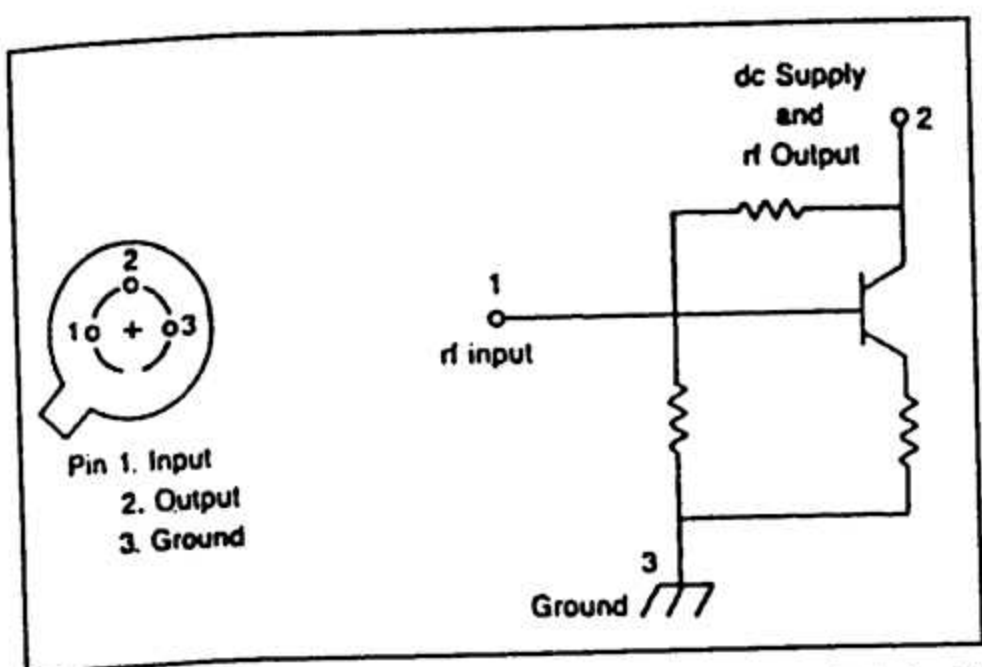 dc Supply
and
rf Output
2
2
1
3
1
rf input
Pin 1. Input
2. Output
3. Ground
3
Ground